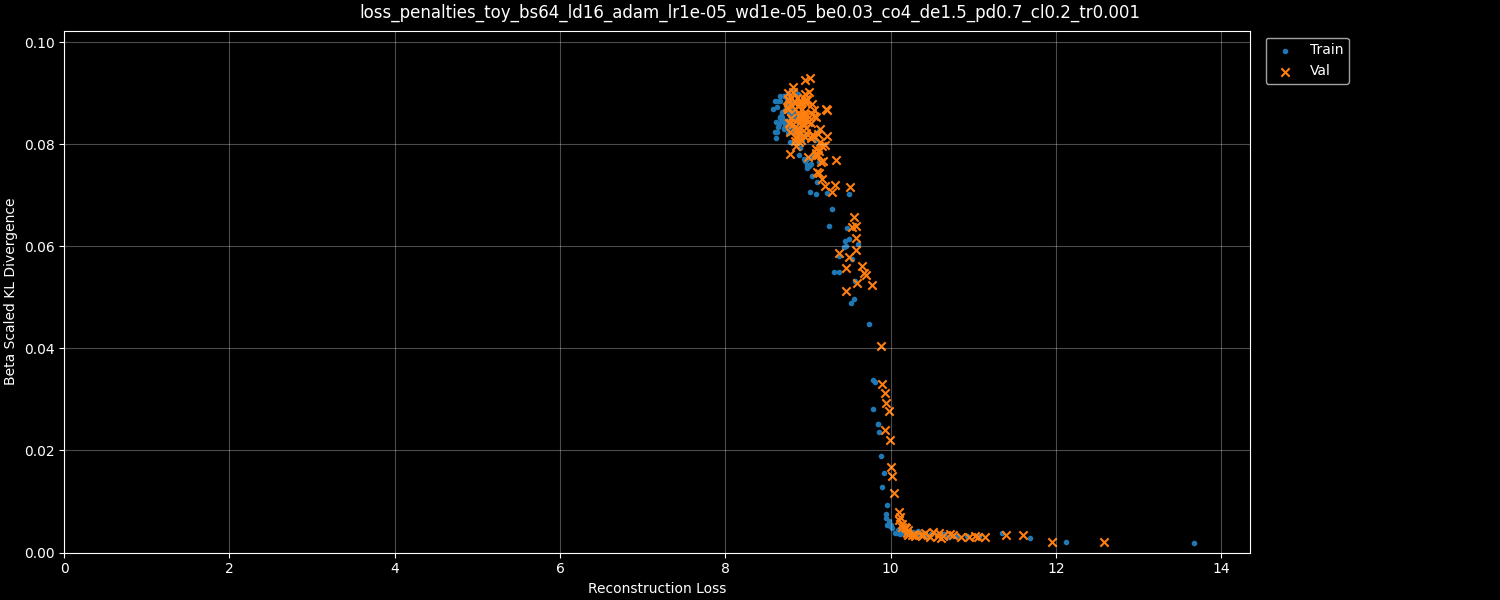 loss_penalties_toy_bs64_ld16_adam_lr1e-05_wd1e-05_be0.03_co4_de1.5_pd0.7_cl0.2_tr0.001
Train
Val
Beta Scaled KL Divergence
0.10
0.08
0.06
0.04
0.02
0.00
0
2
4
6
8
10
12
14
Reconstruction Loss